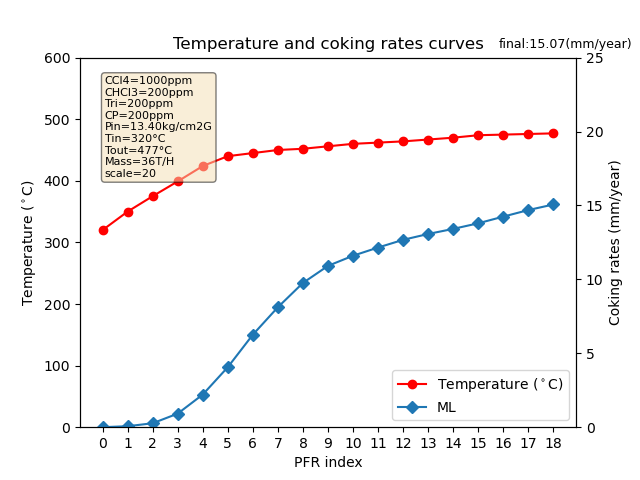 Temperature and coking rates curves
final:15.07(mm/year)
CCl4=1000ppm
CHCl3=200ppm
Tri=200ppm
CP=200ppm
Pin=13.40kg/cm2G
Tin=320°C
Tout=477°C
Mass=36T/H
scale=20
600
500
400
300
200
100
0
Temperature (°C)
25
20
15
10
5
0
Coking rates (mm/year)
Temperature (°C)
ML
0 1 2 3 4 5 6 7 8 9 10 11 12 13 14 15 16 17 18
PFR index